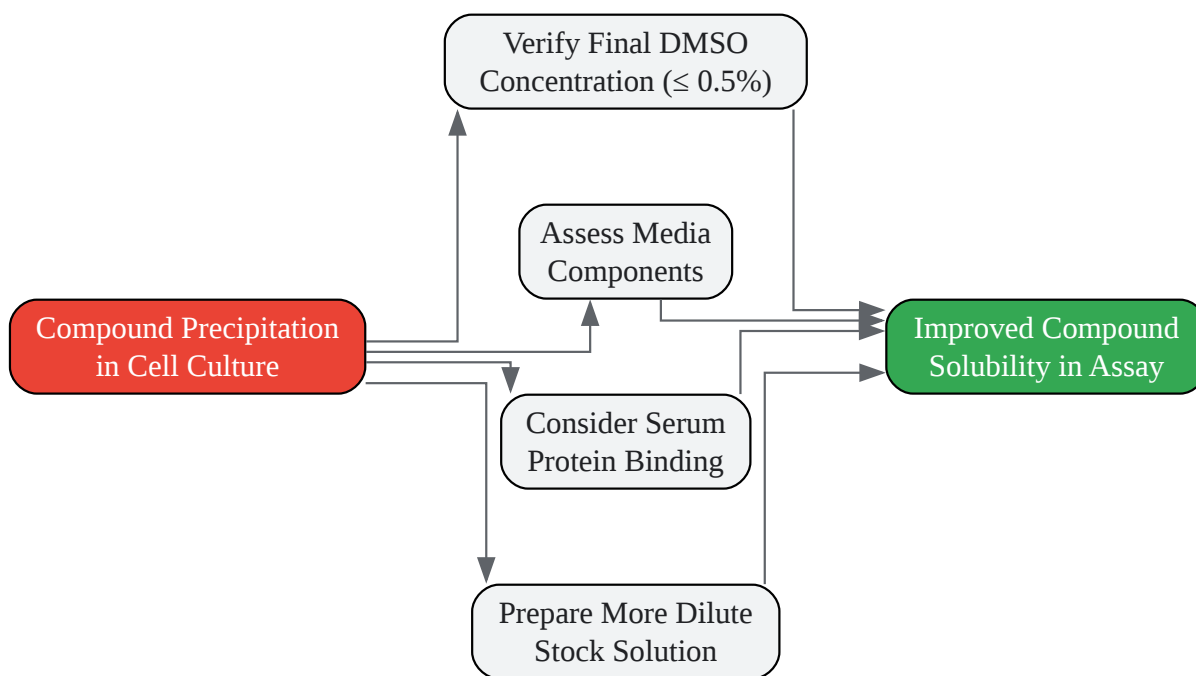 Verify Final DMSO
Concentration (≤ 0.5%)
Assess Media
Components
Compound Precipitation
in Cell Culture
Improved Compound
Solubility in Assay
Consider Serum
Protein Binding
Prepare More Dilute
Stock Solution